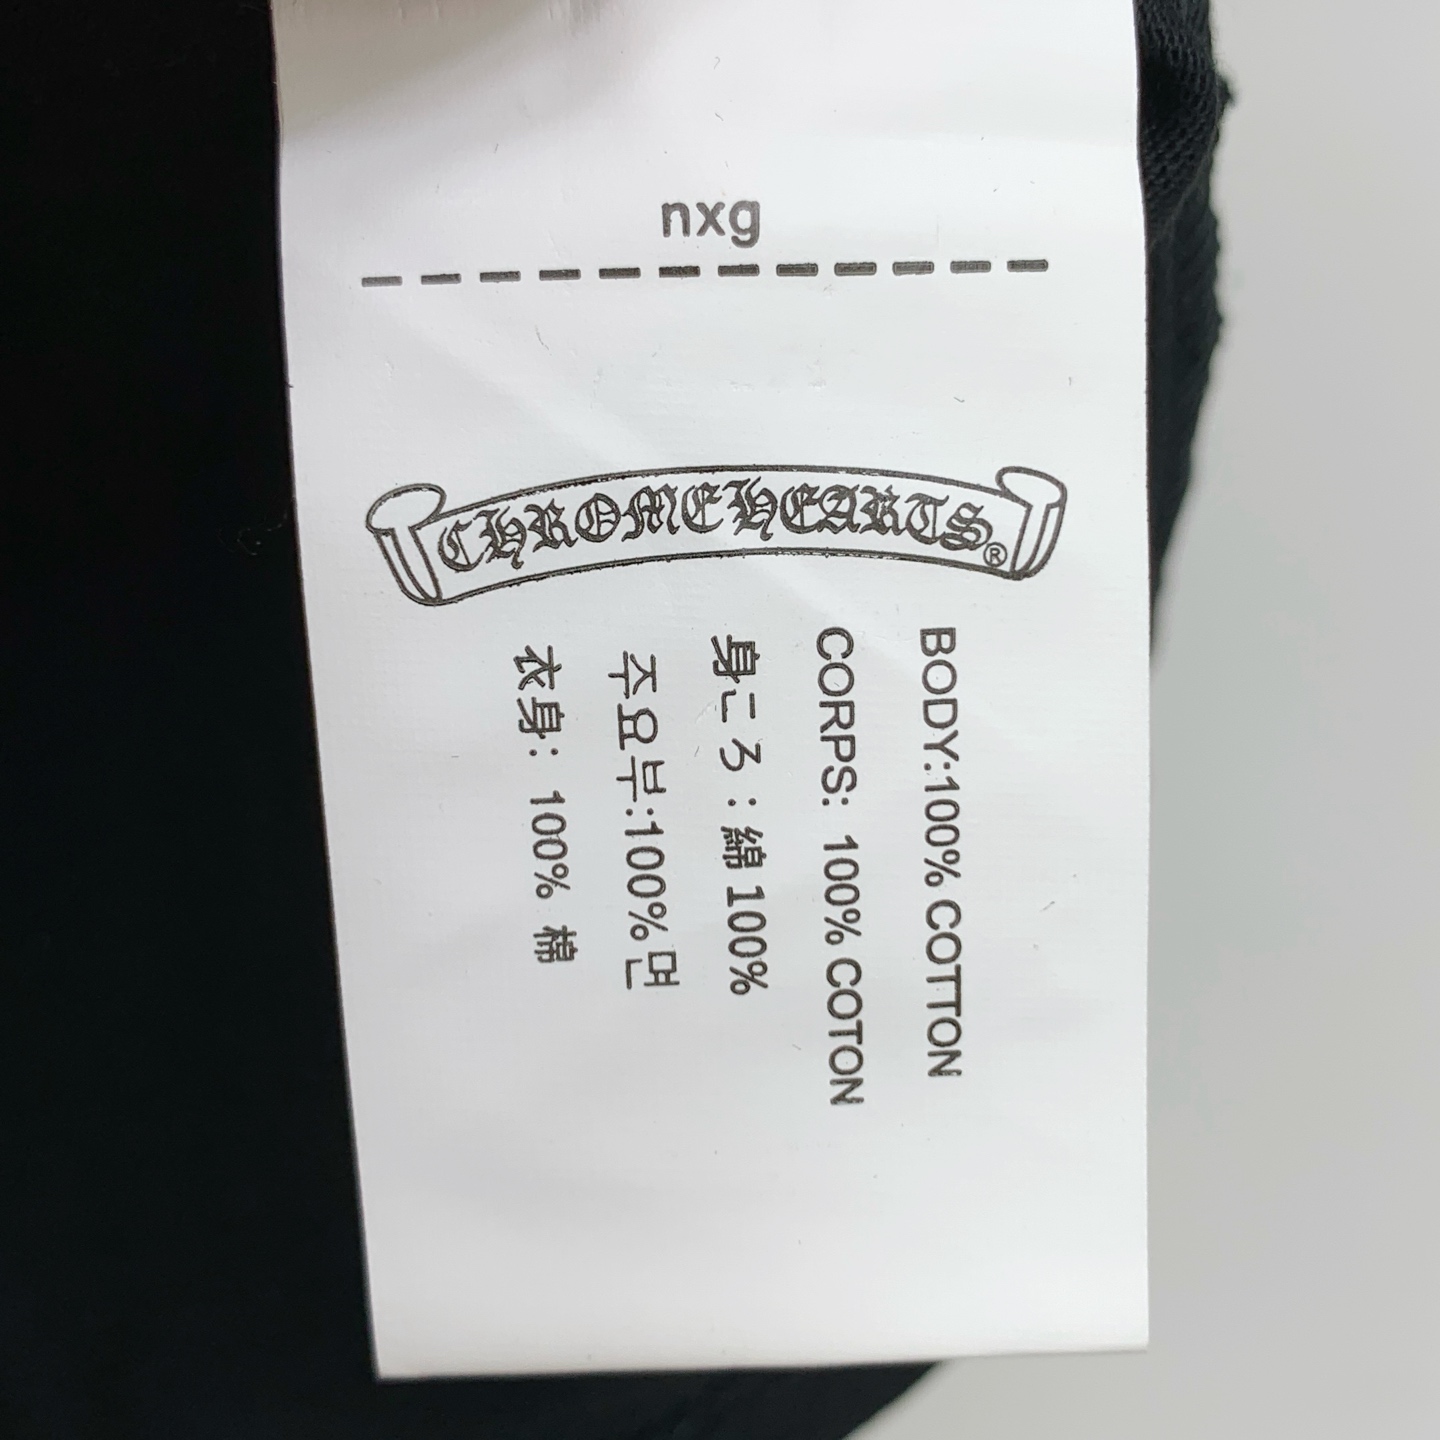 nxg
CHROME HEARTS®
BODY:100% COTTON
CORPS: 100% COTON
身ころ : 綿 100%
주요부:100%면
衣身: 100% 棉